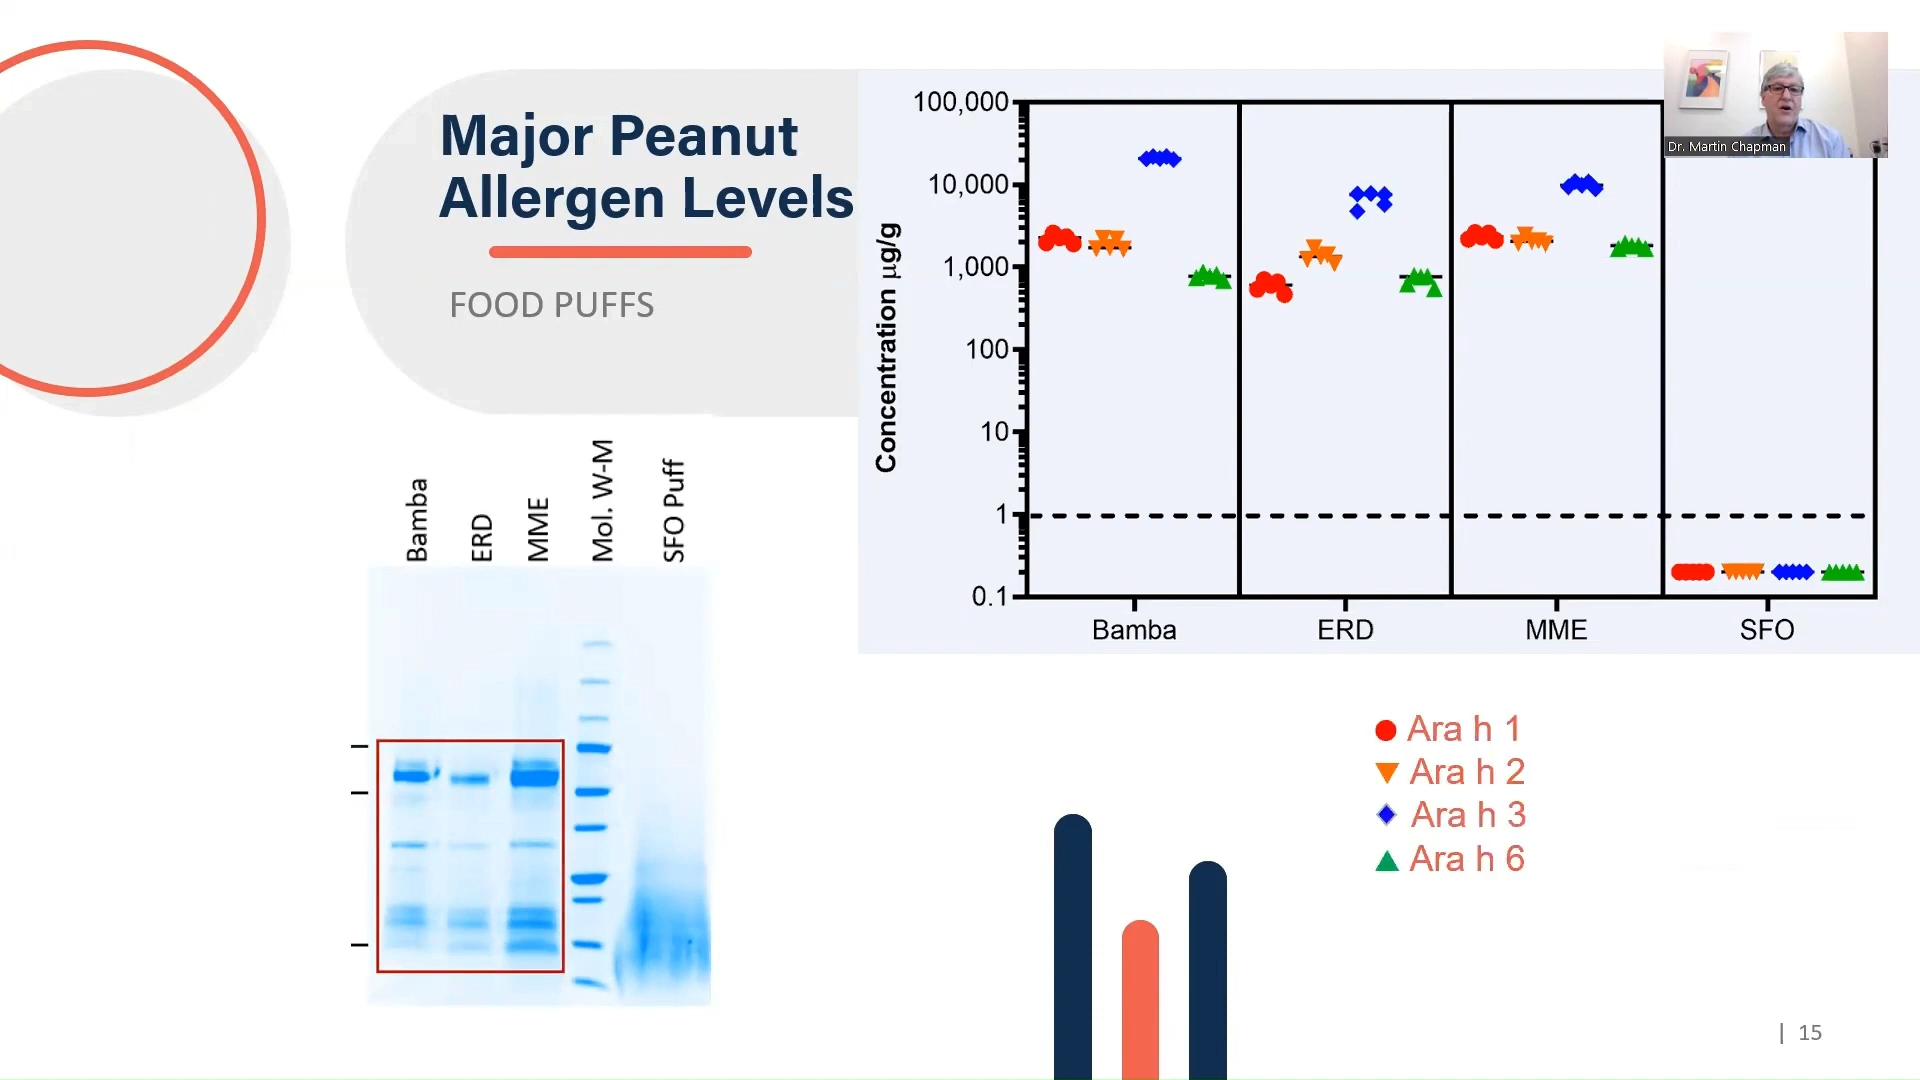 Major Peanut
Allergen Levels
FOOD PUFFS
Dr. Martin Chapman
Concentration µg/g
100,000
10,000
1,000
100
10
1
0.1
Bamba
ERD
MME
SFO
Bamba
ERD
MME
Mol. W-M
SFO Puff
Ara h 1
Ara h 2
Ara h 3
Ara h 6
| 15